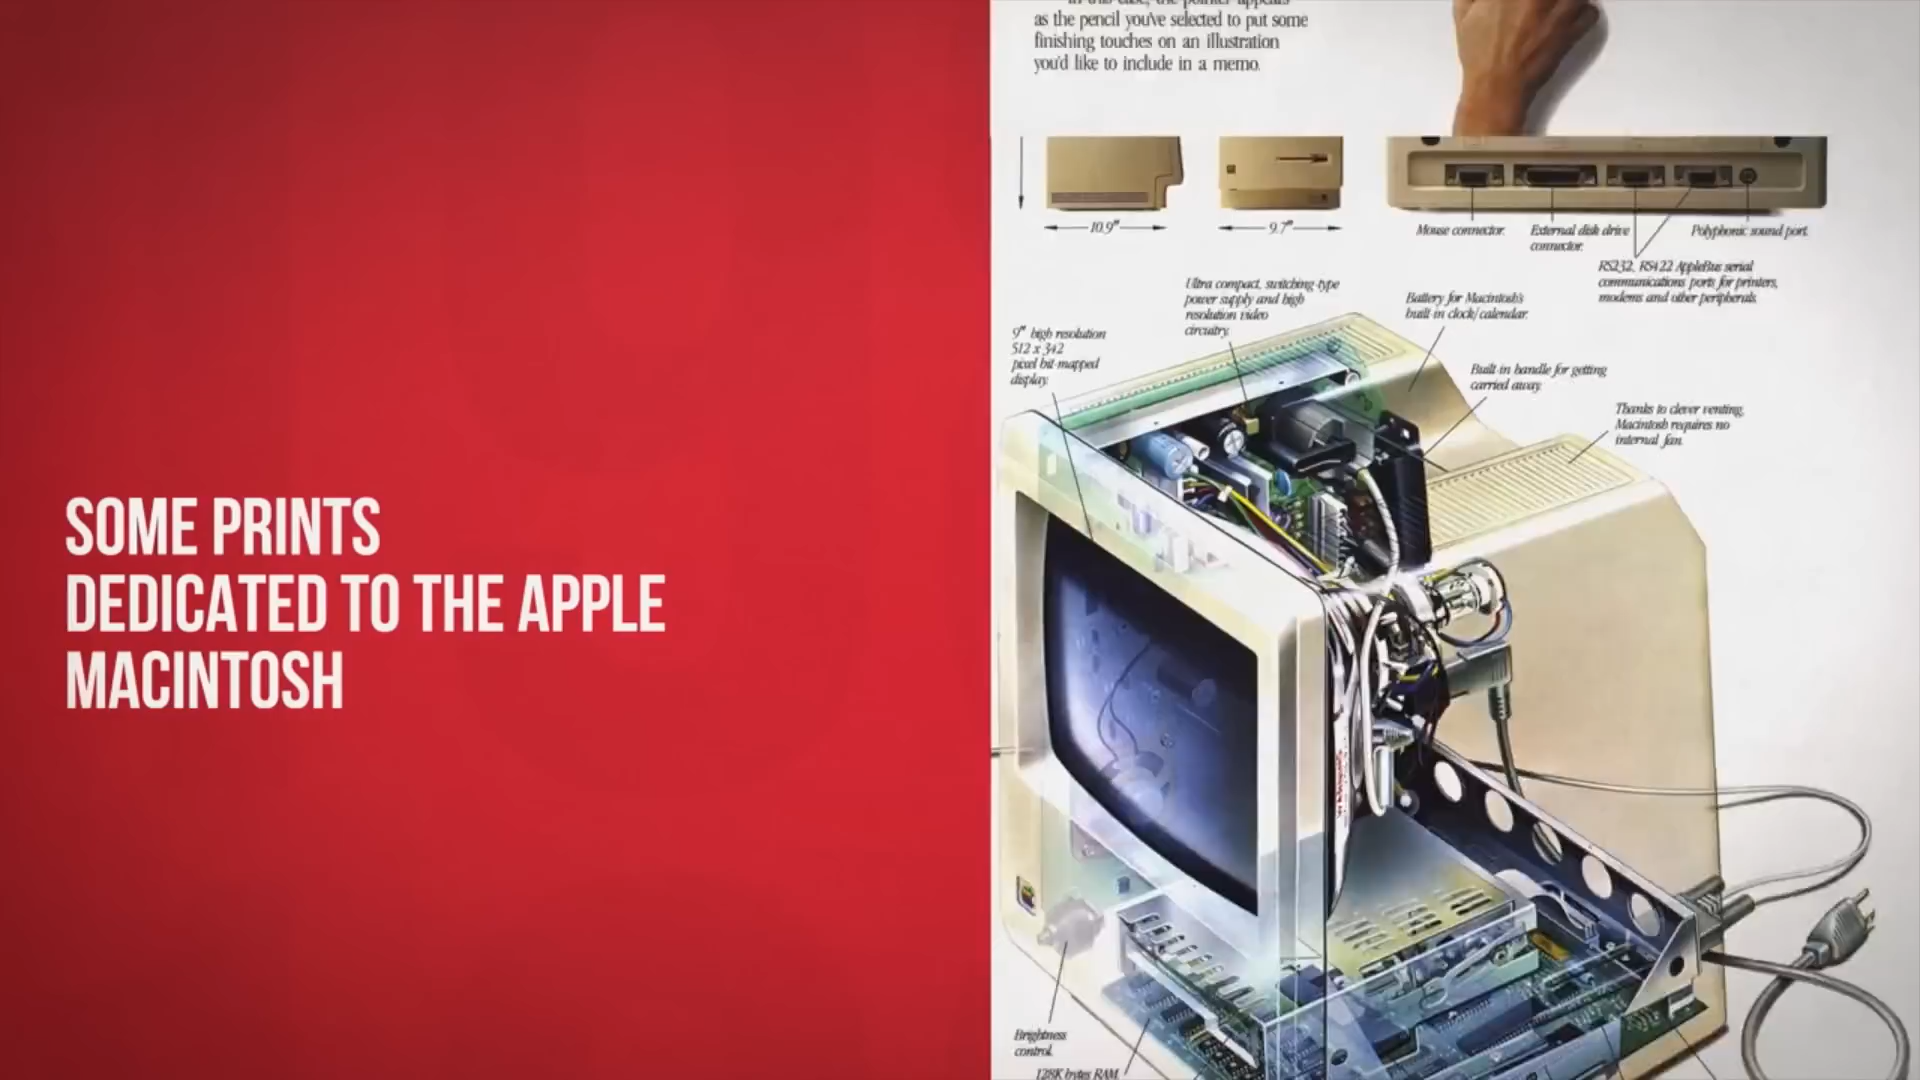 SOME PRINTS
DEDICATED TO THE APPLE
MACINTOSH
as the pencil you've selected to put some
finishing touches on an illustration
you'd like to include in a memo.
10.9"
9.7"
Mouse connector.
External disk drive
connector.
Polyphonic sound port.
RS232, RS422 AppleBus serial
communications ports for printers,
modems and other peripherals.
Ultra compact, switching-type
power supply and high
resolution video
circuitry.
Battery for Macintosh's
built-in clock/calendar.
9" high resolution
512 x 342
pixel bit-mapped
display.
Built-in handle for getting
carried away.
Thanks to clever venting,
Macintosh requires no
internal fan.
Brightness
control.
128K bytes RAM